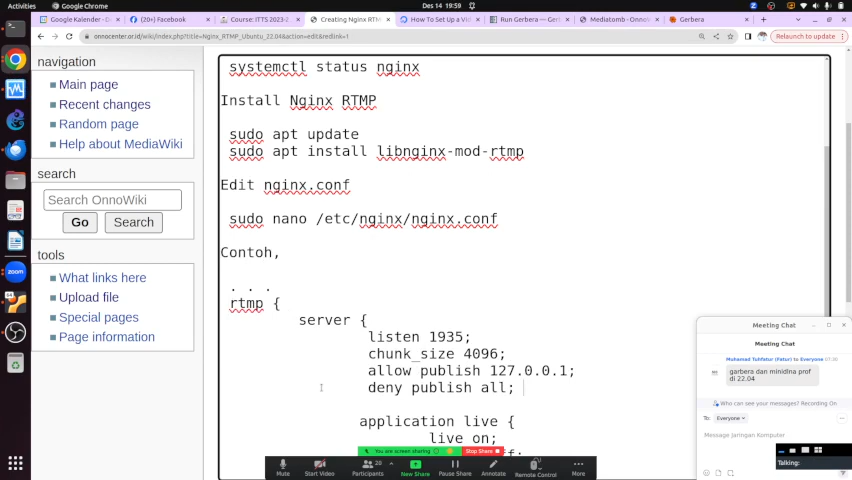 Activities
Google Chrome
Des 14 19:59
Google Kalender - D
(20+) Facebook
Course: ITTS 2023-2
Creating Nginx RTM
How To Set Up a Vid
Run Gerbera — Gerb
Mediatomb - OnnoW
Gerbera
onnocenter.or.id/wiki/index.php?title=Nginx_RTMP_Ubuntu_22.04&action=edit&redlink=1
Relaunch to update
navigation
Main page
Recent changes
Random page
Help about MediaWiki
search
Search OnnoWiki
Go
Search
tools
What links here
Upload file
Special pages
Page information
systemctl status nginx
Install Nginx RTMP
sudo apt update
sudo apt install libnginx-mod-rtmp
Edit nginx.conf
sudo nano /etc/nginx/nginx.conf
Contoh,
. . .
rtmp {
server {
listen 1935;
chunk_size 4096;
allow publish 127.0.0.1;
deny publish all;
application live {
live on;
Meeting Chat
Meeting Chat
Muhamad Tuhfatur (Fatur) to Everyone 07:30
garbera dan minidlna prof
di 22.04
Who can see your messages? Recording On
To: Everyone
Message Jaringan Komputer
Talking:
You are screen sharing
Stop Share
Mute
Start Video
Participants
20
New Share
Pause Share
Annotate
Remote Control
More
zoom